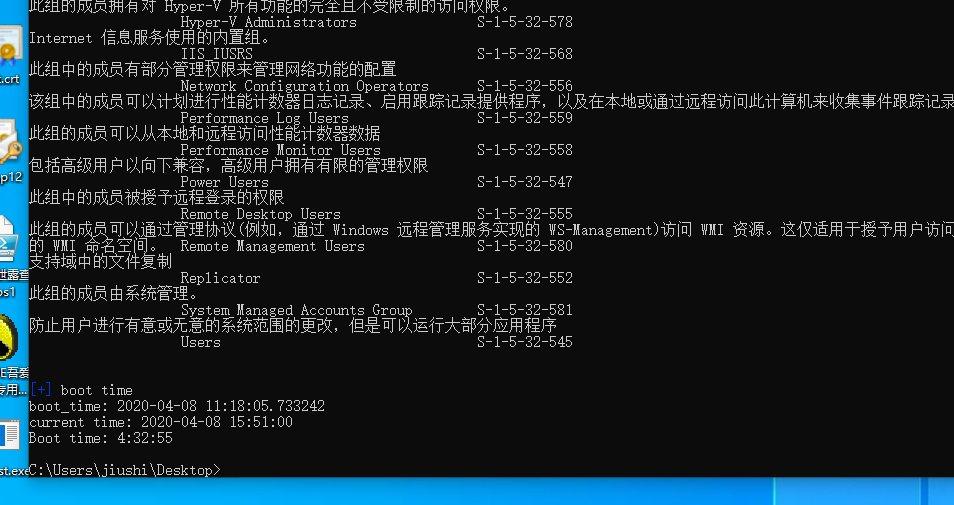 此组的成员拥有对 Hyper-V 所有功能的完全且不受限制的访问权限。
Hyper-V Administrators S-1-5-32-578
Internet 信息服务使用的内置组。
IIS_IUSRS S-1-5-32-568
此组中的成员有部分管理权限来管理网络功能的配置
Network Configuration Operators S-1-5-32-556
该组中的成员可以计划进行性能计数器日志记录、启用跟踪记录提供程序，以及在本地或通过远程访问此计算机来收集事件跟踪记录
Performance Log Users S-1-5-32-559
此组的成员可以从本地和远程访问性能计数器数据
Performance Monitor Users S-1-5-32-558
包括高级用户以向下兼容，高级用户拥有有限的管理权限
Power Users S-1-5-32-547
此组中的成员被授予远程登录的权限
Remote Desktop Users S-1-5-32-555
此组的成员可以通过管理协议(例如，通过 Windows 远程管理服务实现的 WS-Management)访问 WMI 资源。这仅适用于授予用户访问
的 WMI 命名空间。 Remote Management Users S-1-5-32-580
支持域中的文件复制
Replicator S-1-5-32-552
此组的成员由系统管理。
System Managed Accounts Group S-1-5-32-581
防止用户进行有意或无意的系统范围的更改，但是可以运行大部分应用程序
Users S-1-5-32-545
[+] boot time
boot_time: 2020-04-08 11:18:05.733242
current time: 2020-04-08 15:51:00
Boot time: 4:32:55
C:\Users\jiushi\Desktop>
.crt
p12
泄露查
ps1
吾爱
专用...
st.exe